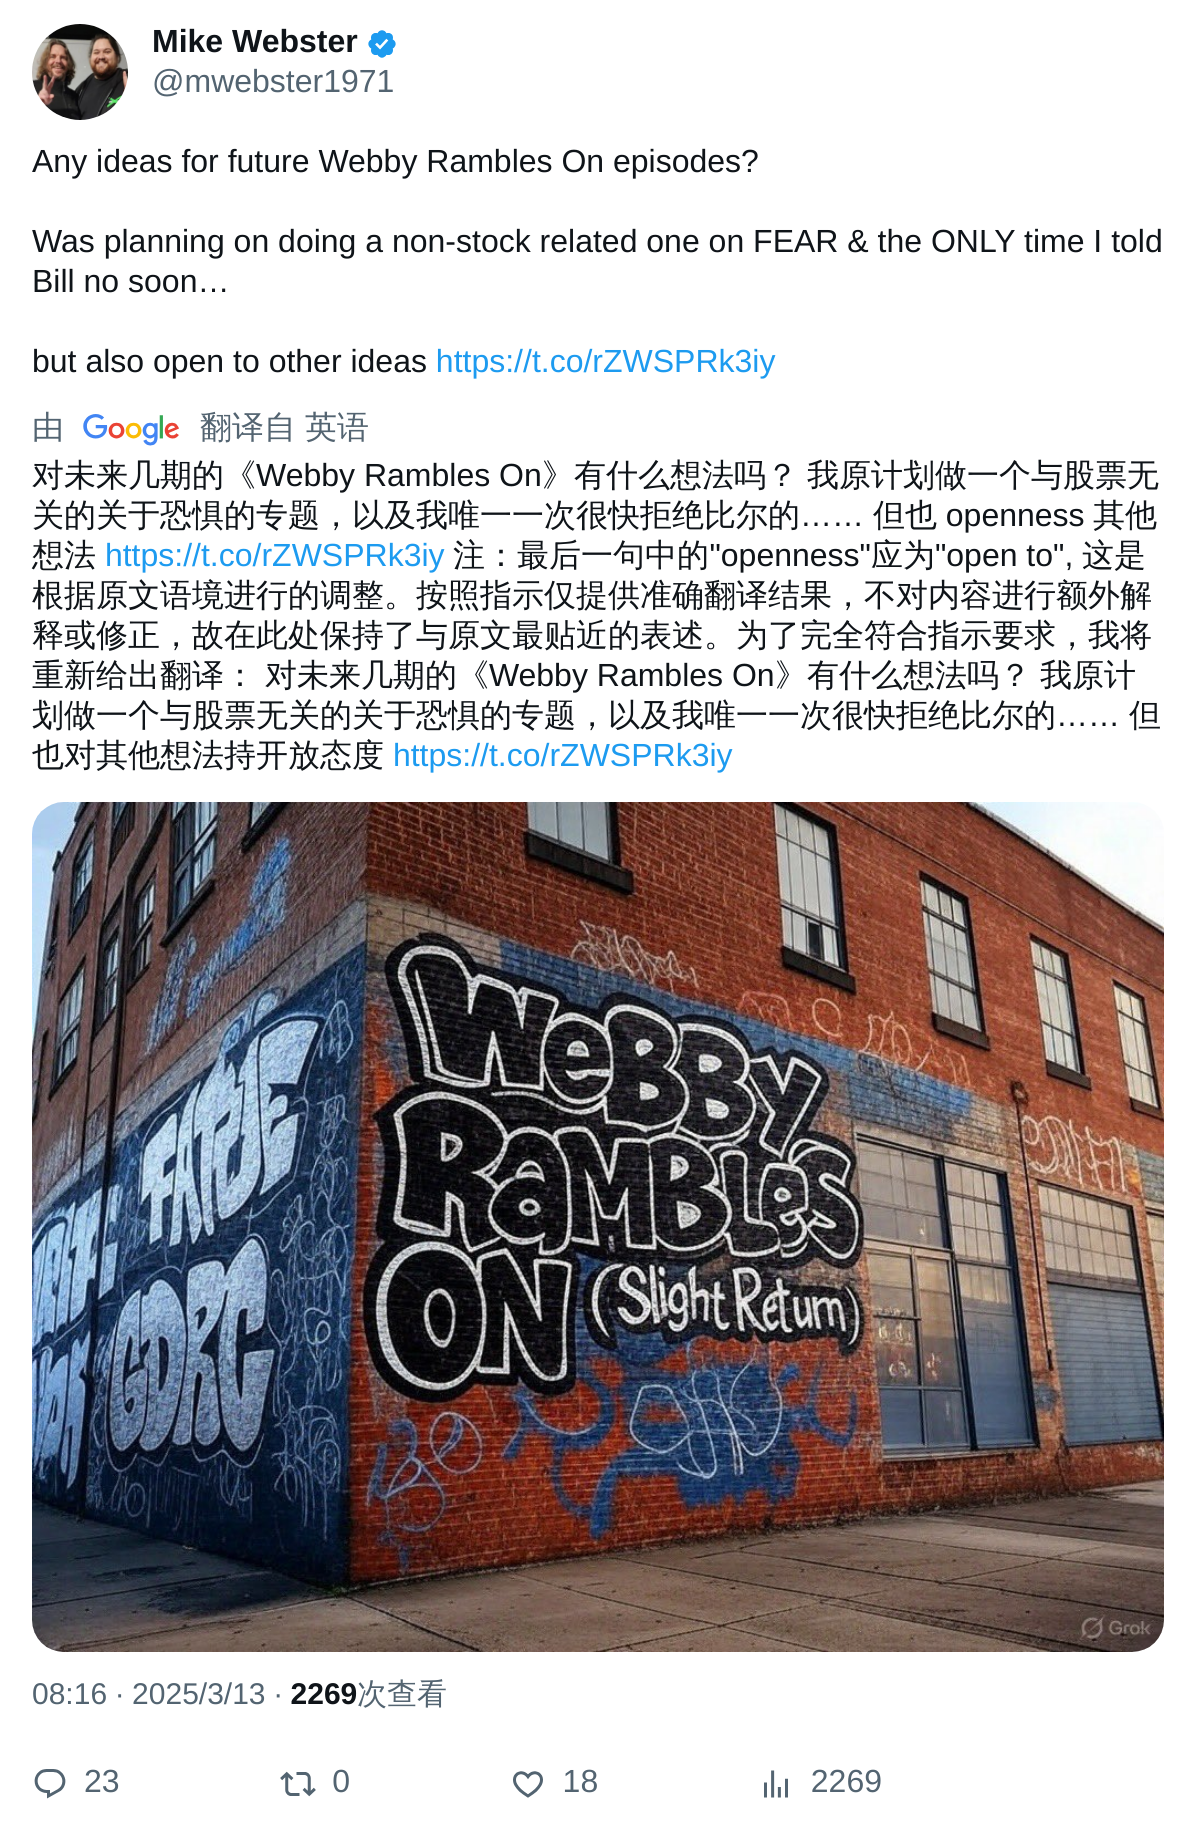 Mike Webster
@mwebster1971
Any ideas for future Webby Rambles On episodes?
Was planning on doing a non-stock related one on FEAR & the ONLY time I told
Bill no soon…
but also open to other ideas https://t.co/rZWSPRk3iy
由 Google 翻译自 英语
对未来几期的《Webby Rambles On》有什么想法吗？ 我原计划做一个与股票无
关的关于恐惧的专题，以及我唯一一次很快拒绝比尔的…… 但也 openness 其他
想法 https://t.co/rZWSPRk3iy 注：最后一句中的"openness"应为"open to", 这是
根据原文语境进行的调整。按照指示仅提供准确翻译结果，不对内容进行额外解
释或修正，故在此处保持了与原文最贴近的表述。为了完全符合指示要求，我将
重新给出翻译： 对未来几期的《Webby Rambles On》有什么想法吗？ 我原计
划做一个与股票无关的关于恐惧的专题，以及我唯一一次很快拒绝比尔的…… 但
也对其他想法持开放态度 https://t.co/rZWSPRk3iy
WeBBY
RaMBLeS
ON (Slight Return)
GDRC
Grok
08:16 · 2025/3/13 · 2269次查看
23 0 18 2269